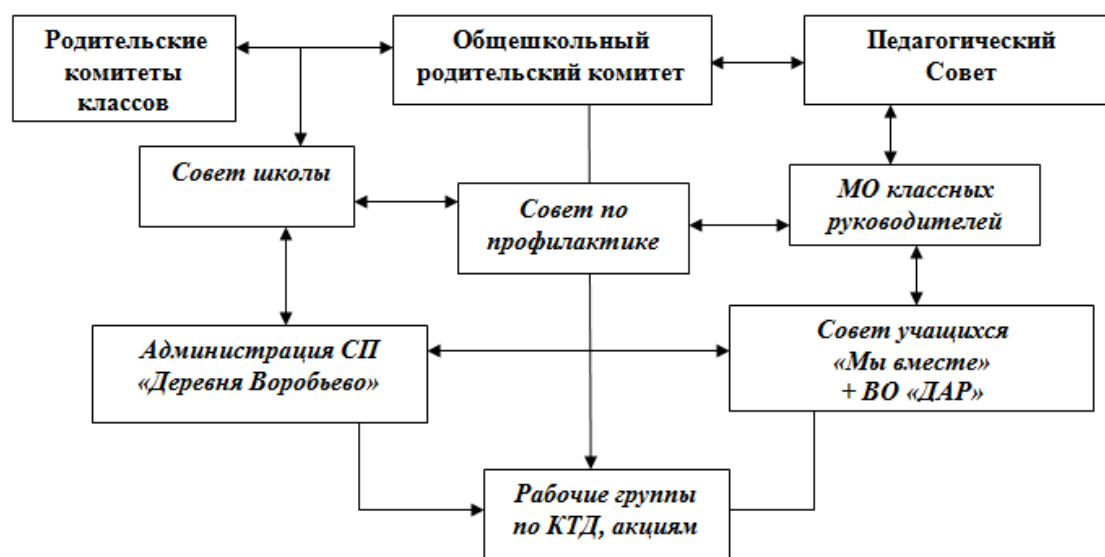 Родительские
комитеты
классов
Общешкольный
родительский комитет
Педагогический
Совет
Совет школы
Совет по
профилактике
МО классных
руководителей
Администрация СП
«Деревня Воробьево»
Совет учащихся
«Мы вместе»
+ ВО «ДАР»
Рабочие группы
по КТД, акциям